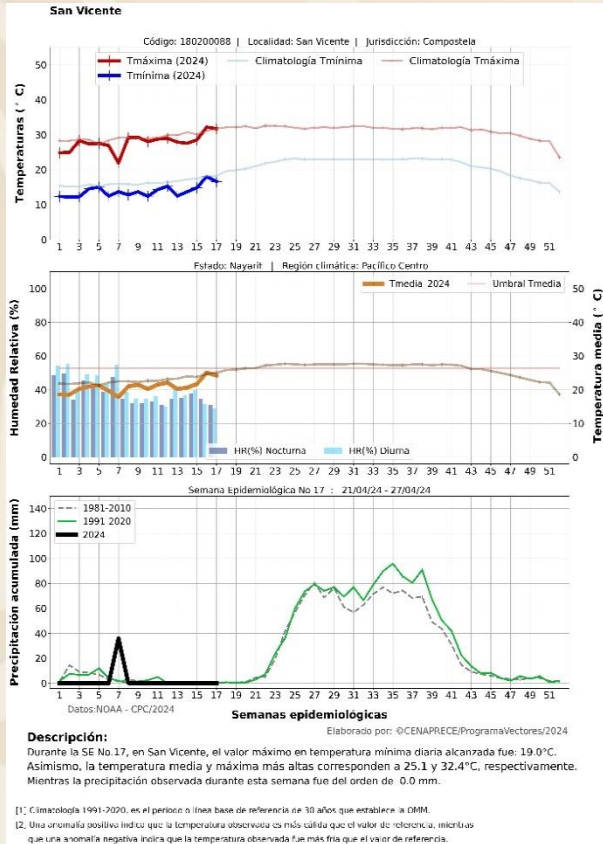 San Vicente
Código: 180200088 | Localidad: San Vicente | Jurisdicción: Compostela
Tmáxima (2024)
Climatología Tmínima
Climatología Tmáxima
Tmínima (2024)
Temperaturas (° C)
50
40
30
20
10
0
1 3 5 7 9 11 13 15 17 19 21 23 25 27 29 31 33 35 37 39 41 43 45 47 49 51
Estado: Nayarit | Región climática: Pacífico Centro
Tmedia 2024
Umbral Tmedia
Humedad Relativa (%)
100
80
60
40
20
0
Temperatura media (° C)
50
40
30
20
10
0
HR(%) Nocturna
HR(%) Diurna
1 3 5 7 9 11 13 15 17 19 21 23 25 27 29 31 33 35 37 39 41 43 45 47 49 51
Semana Epidemiológica No 17 : 21/04/24 - 27/04/24
1981-2010
1991 2020
2024
Precipitación acumulada (mm)
140
120
100
80
60
40
20
0
1 3 5 7 9 11 13 15 17 19 21 23 25 27 29 31 33 35 37 39 41 43 45 47 49 51
Datos:NOAA - CPC/2024
Semanas epidemiológicas
Elaborado por: ©CENAPRECE/ProgramaVectores/2024
Descripción:
Durante la SE No.17, en San Vicente, el valor máximo en temperatura mínima diaria alcanzada fue: 19.0°C.
Asimismo, la temperatura media y máxima más altas corresponden a 25.1 y 32.4°C, respectivamente.
Mientras la precipitación observada durante esta semana fue del orden de 0.0 mm.
[1] Climatología 1991-2020, es el periodo o línea base de referencia de 30 años que establece la OMM.
[2] Una anomalía positiva indica que la temperatura observada es más cálida que el valor de referencia, mientras
que una anomalía negativa indica que la temperatura observada fue más fría que el valor de referencia.